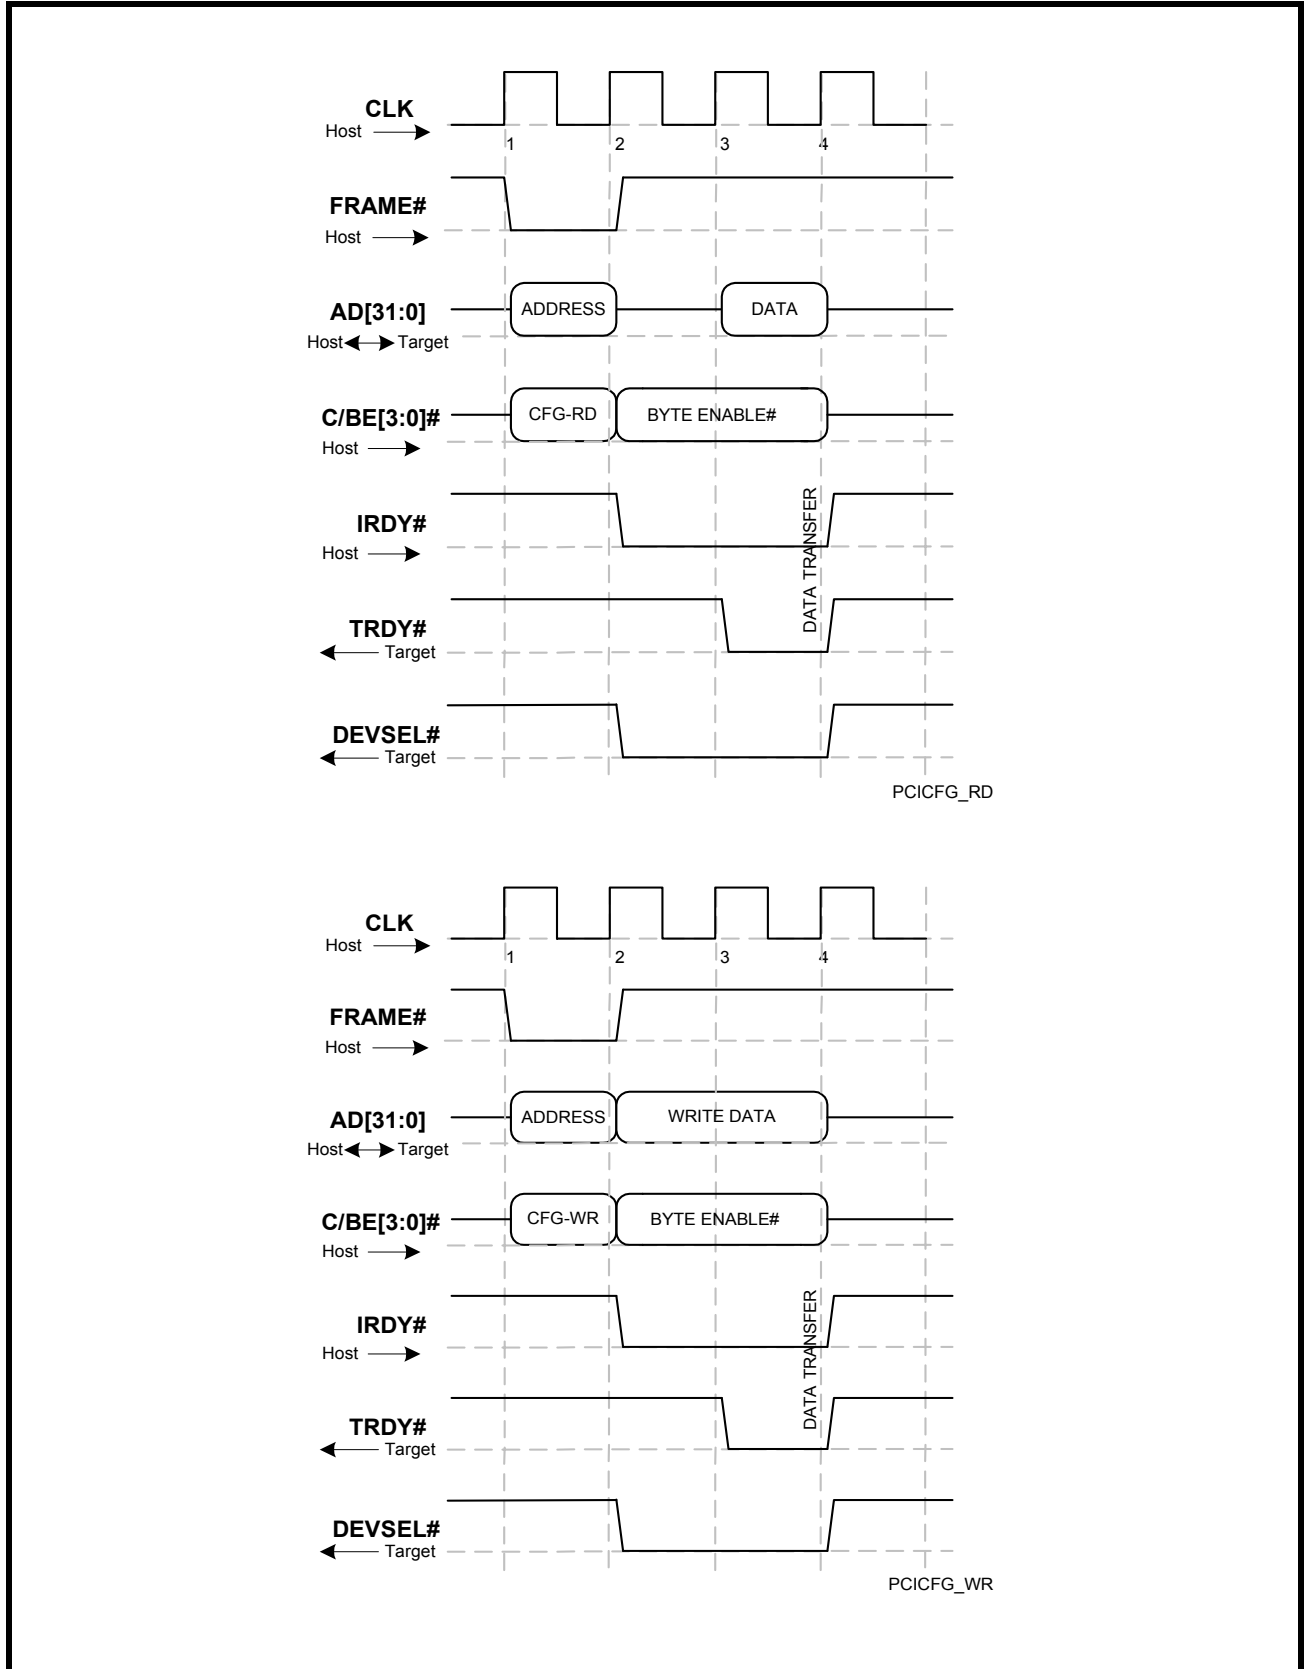 CLK
Host
1 2 3 4
FRAME#
Host
AD[31:0]
ADDRESS DATA
Host Target
C/BE[3:0]#
CFG-RD BYTE ENABLE#
Host
IRDY#
Host
DATA TRANSFER
TRDY#
Target
DEVSEL#
Target
PCICFG_RD
CLK
Host
1 2 3 4
FRAME#
Host
AD[31:0]
ADDRESS WRITE DATA
Host Target
C/BE[3:0]#
CFG-WR BYTE ENABLE#
Host
IRDY#
Host
DATA TRANSFER
TRDY#
Target
DEVSEL#
Target
PCICFG_WR